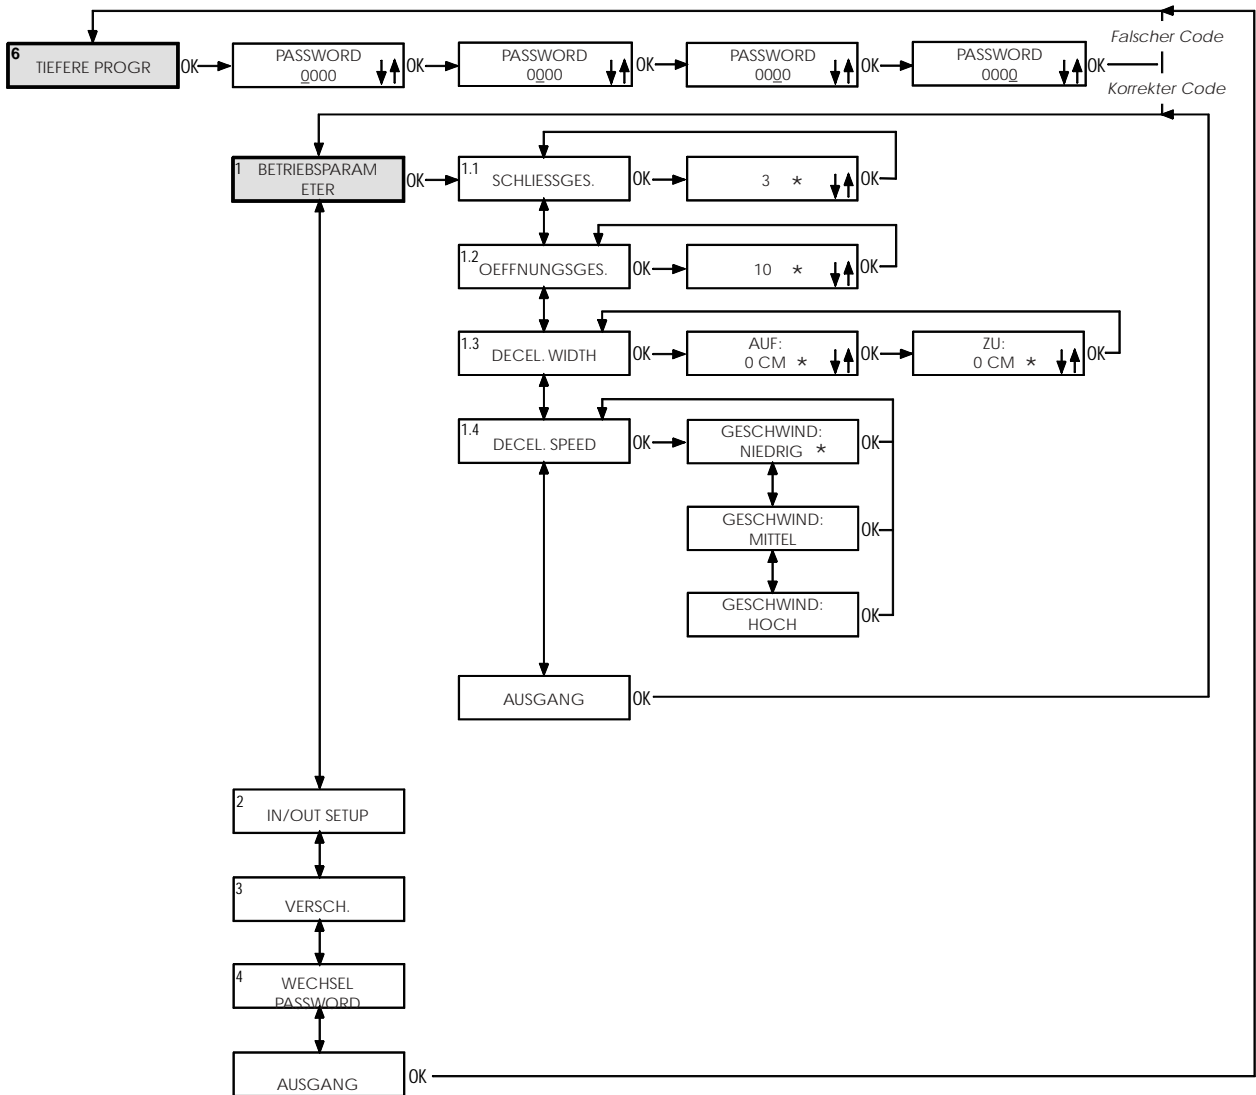 Falscher Code
6
TIEFERE PROGR
OK
PASSWORD
0000
OK
PASSWORD
0000
OK
PASSWORD
0000
OK
PASSWORD
0000
OK
Korrekter Code
1
BETRIEBSPARAM
ETER
OK
1.1
SCHLIESSGES.
OK
3 *
OK
1.2
OEFFNUNGSGES.
OK
10 *
OK
1.3
DECEL. WIDTH
OK
AUF:
0 CM *
OK
ZU:
0 CM *
OK
1.4
DECEL. SPEED
OK
GESCHWIND:
NIEDRIG *
OK
GESCHWIND:
MITTEL
OK
GESCHWIND:
HOCH
OK
AUSGANG
OK
2
IN/OUT SETUP
3
VERSCH.
4
WECHSEL
PASSWORD
AUSGANG
OK